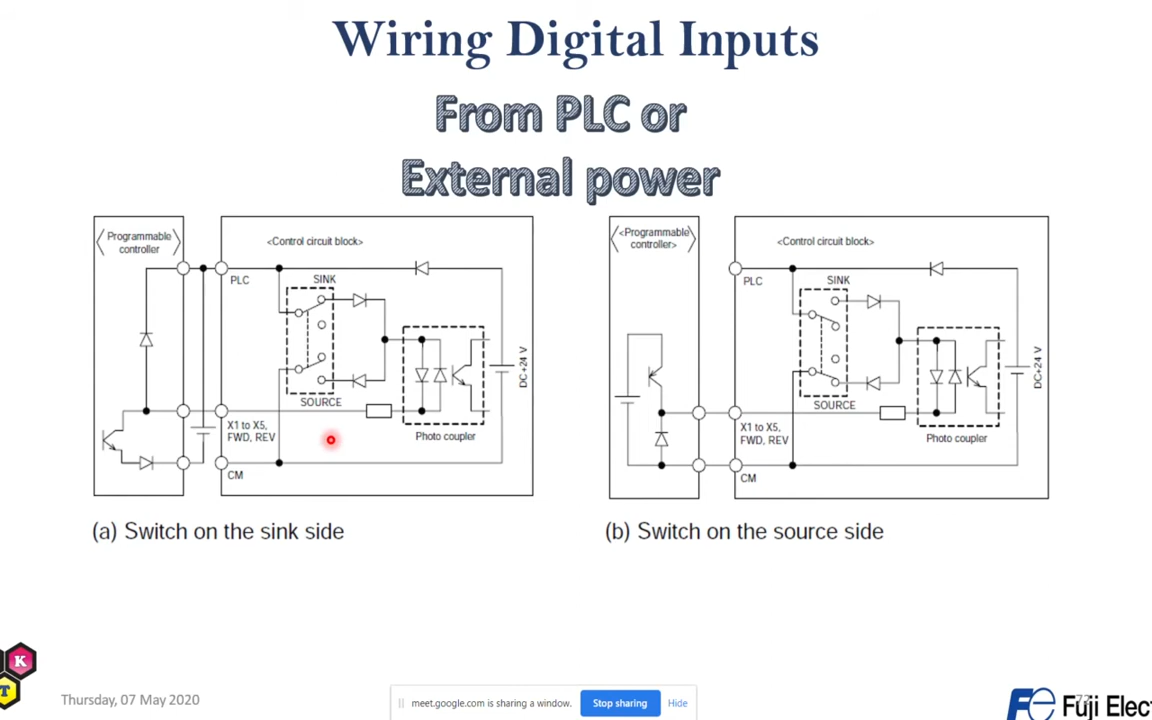 Wiring Digital Inputs
From PLC or
External power
Programmable
controller
<Control circuit block>
PLC
SINK
SOURCE
DC+24 V
X1 to X5,
FWD, REV
Photo coupler
CM
(a) Switch on the sink side
<Programmable
controller>
<Control circuit block>
PLC
SINK
SOURCE
DC+24 V
X1 to X5,
FWD, REV
Photo coupler
CM
(b) Switch on the source side
K
T
Thursday, 07 May 2020
meet.google.com is sharing a window.
Stop sharing
Hide
Fuji Elect